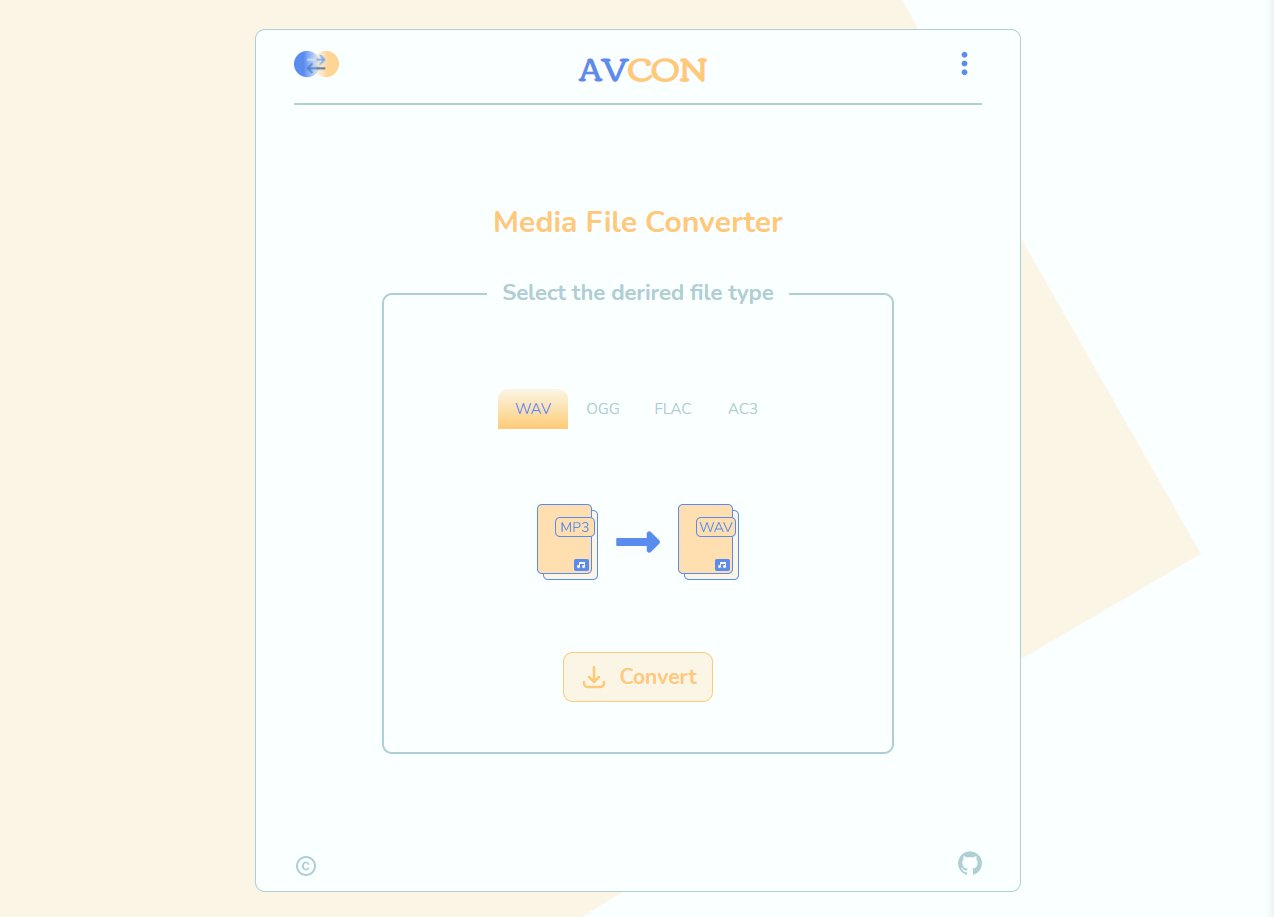 AVCON
Media File Converter
Select the derired file type
WAV OGG FLAC AC3
MP3 WAV
Convert
©